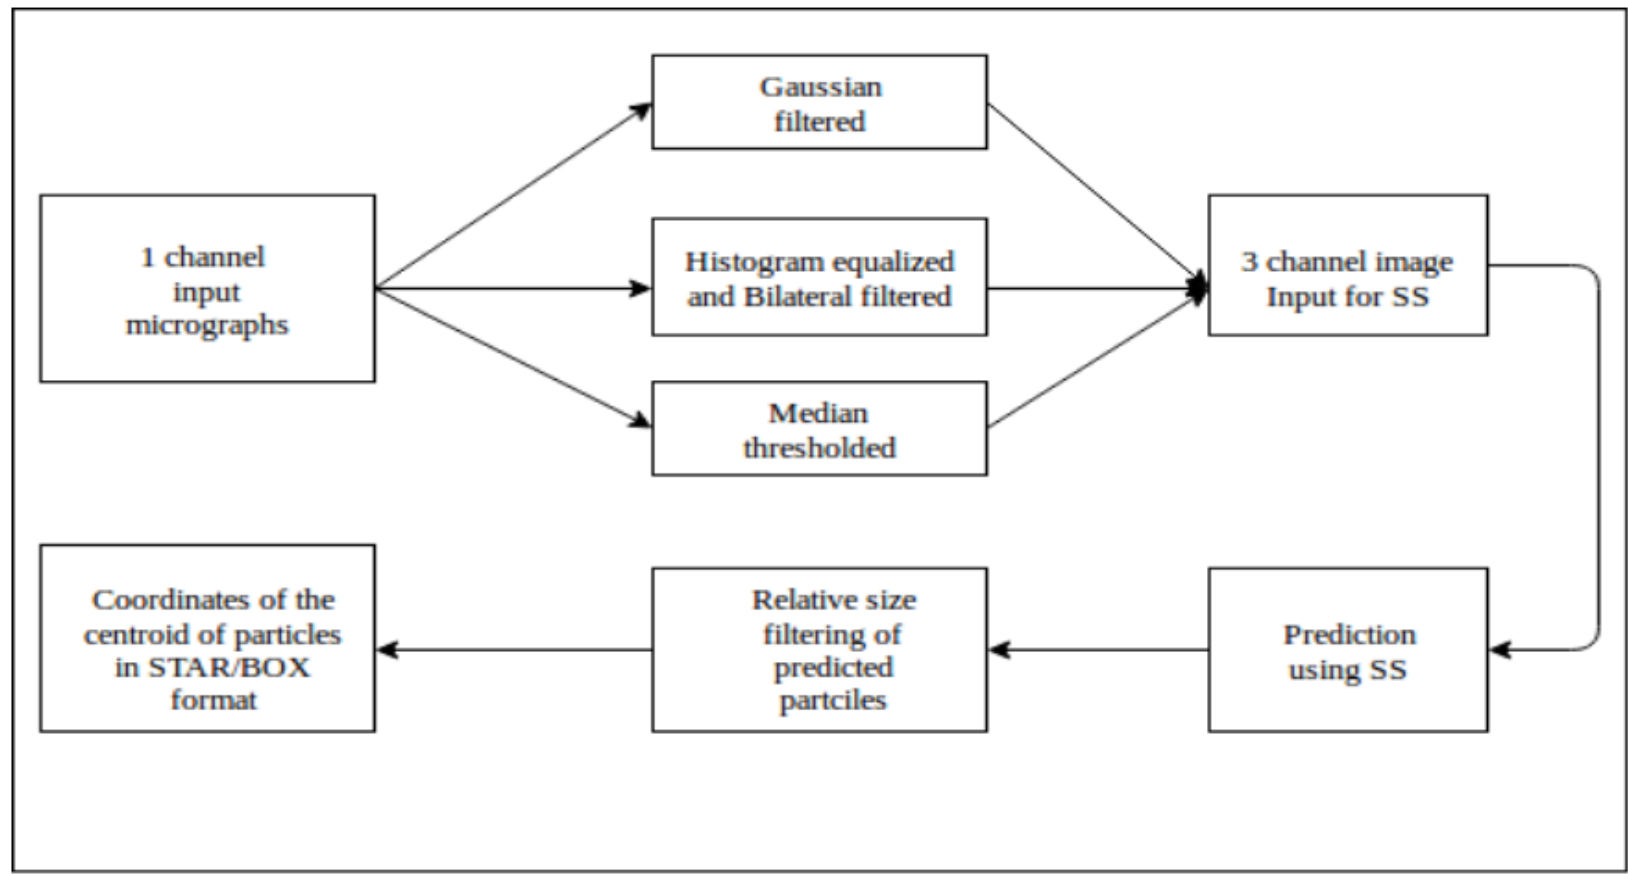 Gaussian
filtered
1 channel
input
micrographs
Histogram equalized
and Bilateral filtered
3 channel image
Input for SS
Median
thresholded
Coordinates of the
centroid of particles
in STAR/BOX
format
Relative size
filtering of
predicted
partciles
Prediction
using SS